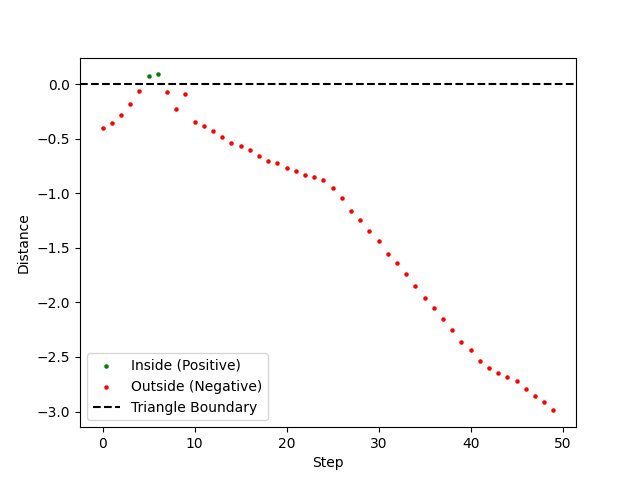 0.0
−0.5
−1.0
−1.5
−2.0
−2.5
−3.0
Distance
Inside (Positive)
Outside (Negative)
Triangle Boundary
0 10 20 30 40 50
Step